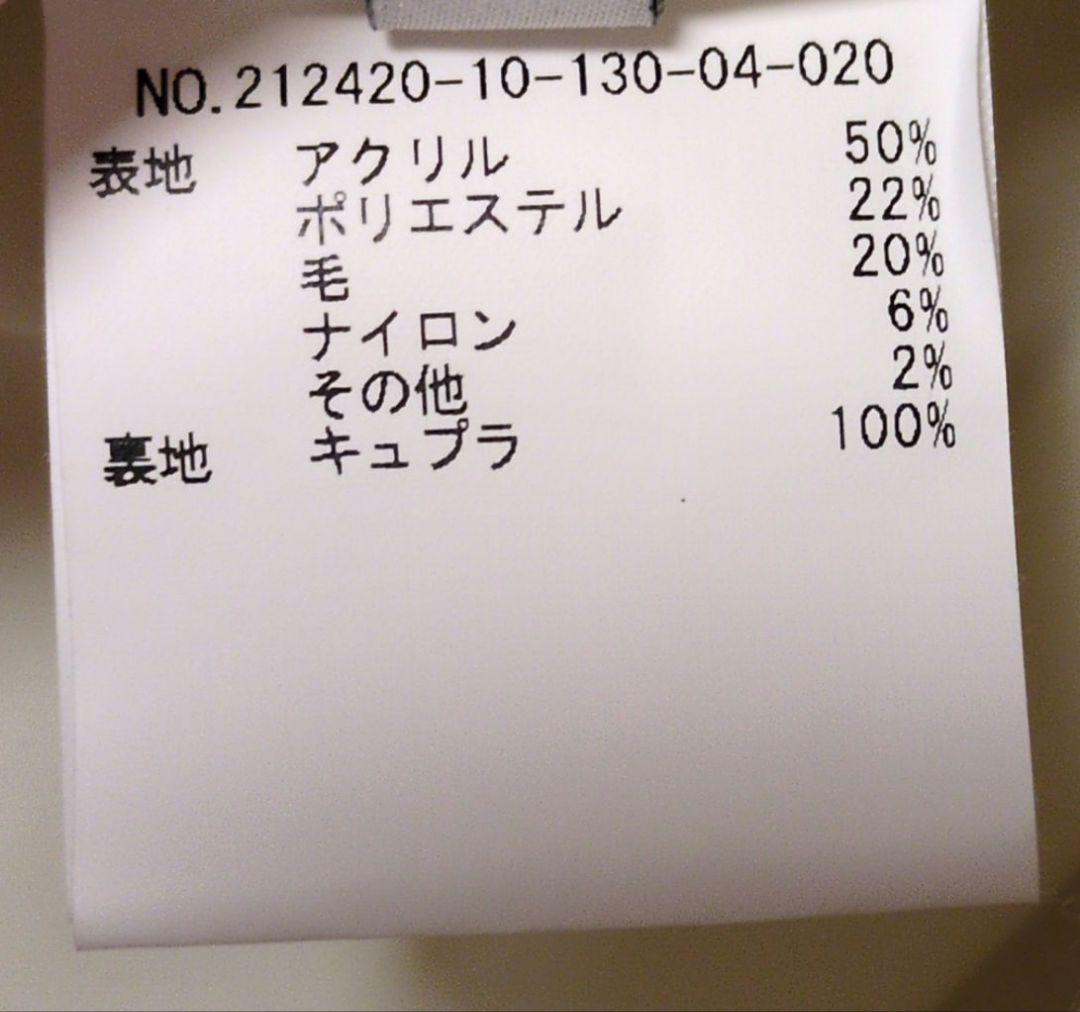 NO.212420-10-130-04-020
表地 アクリル 50%
ポリエステル 22%
毛 20%
ナイロン 6%
その他 2%
裏地 キュプラ 100%